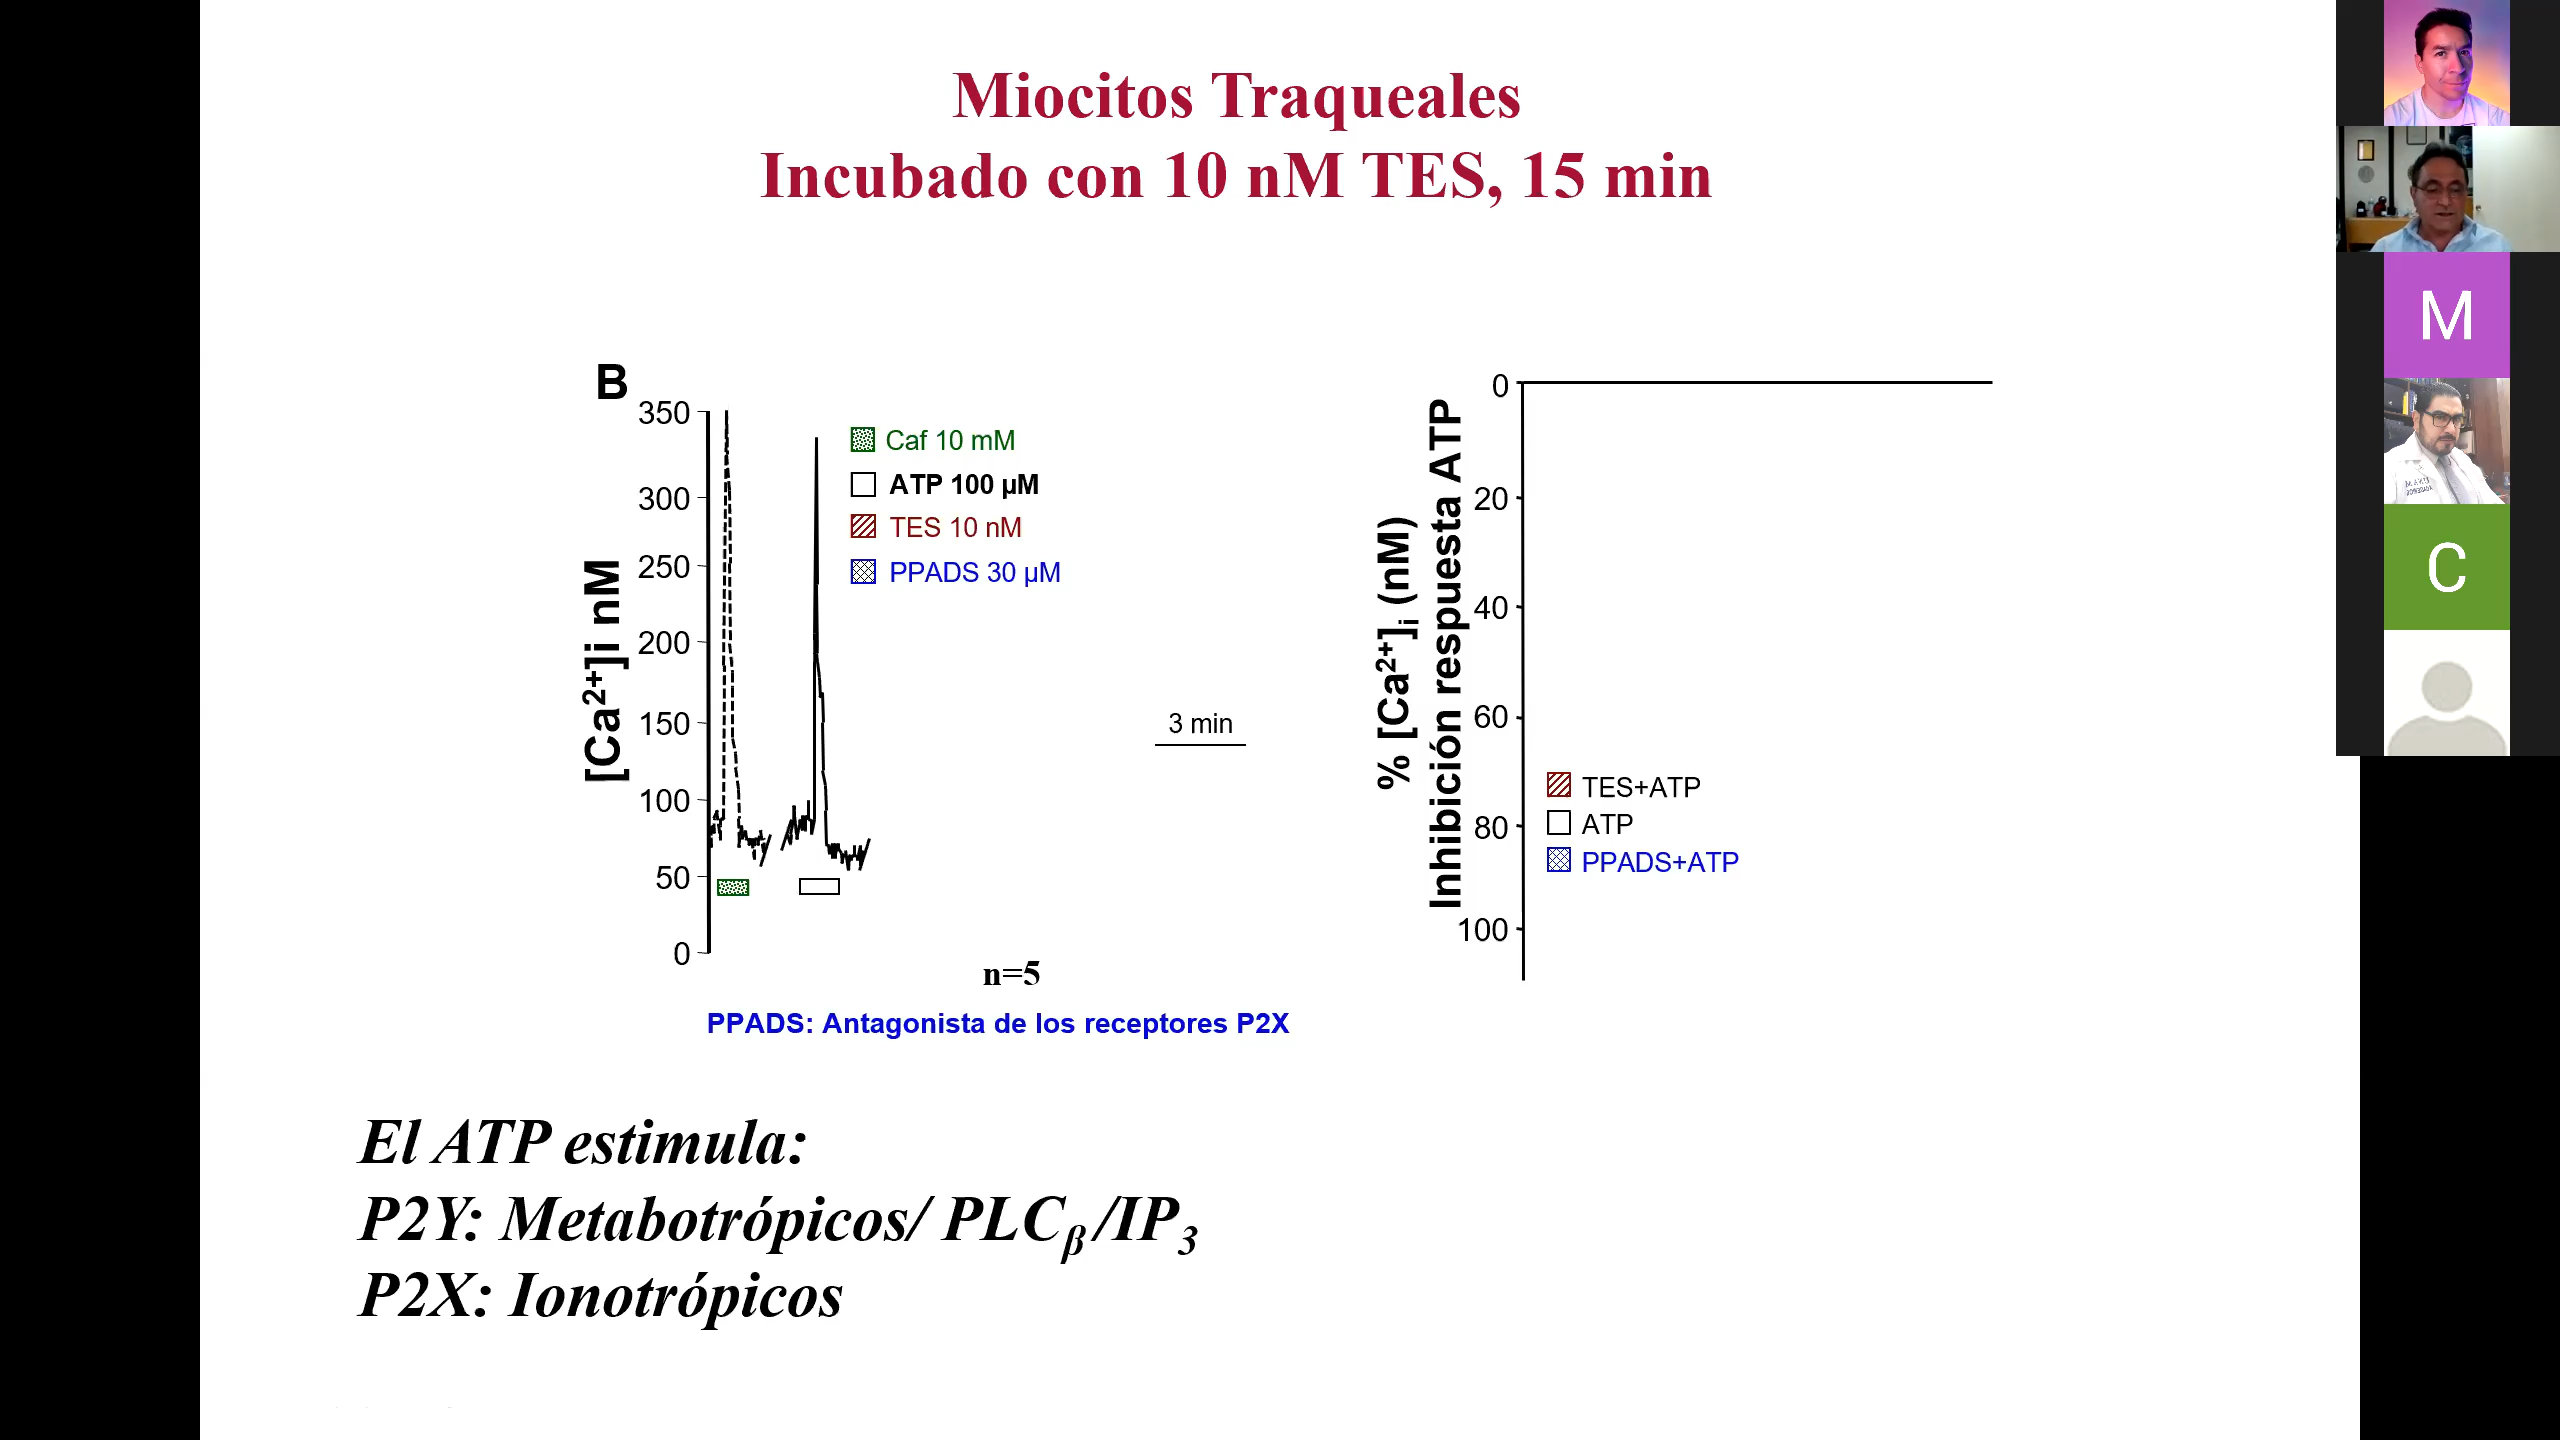 Miocitos Traqueales
Incubado con 10 nM TES, 15 min
B
[Ca²⁺]i nM
350
300
250
200
150
100
50
0
Caf 10 mM
ATP 100 µM
TES 10 nM
PPADS 30 µM
3 min
n=5
PPADS: Antagonista de los receptores P2X
% [Ca²⁺]ᵢ (nM)
Inhibición respuesta ATP
0
20
40
60
80
100
TES+ATP
ATP
PPADS+ATP
El ATP estimula:
P2Y: Metabotrópicos/ PLCβ/IP₃
P2X: Ionotrópicos
M
C